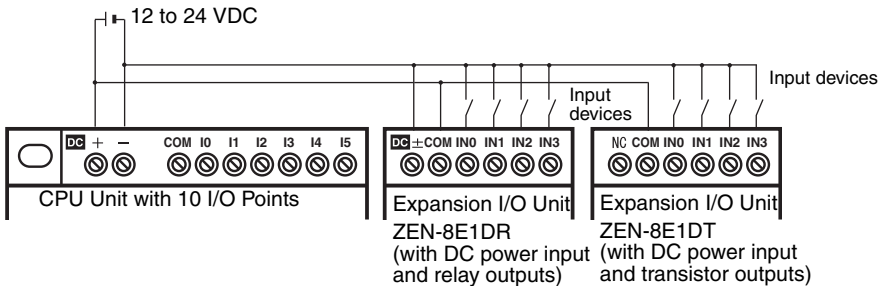 12 to 24 VDC
Input devices
Input
devices
DC + − COM I0 I1 I2 I3 I4 I5
DC ± COM IN0 IN1 IN2 IN3
NC COM IN0 IN1 IN2 IN3
CPU Unit with 10 I/O Points
Expansion I/O Unit
ZEN-8E1DR
(with DC power input
and relay outputs)
Expansion I/O Unit
ZEN-8E1DT
(with DC power input
and transistor outputs)